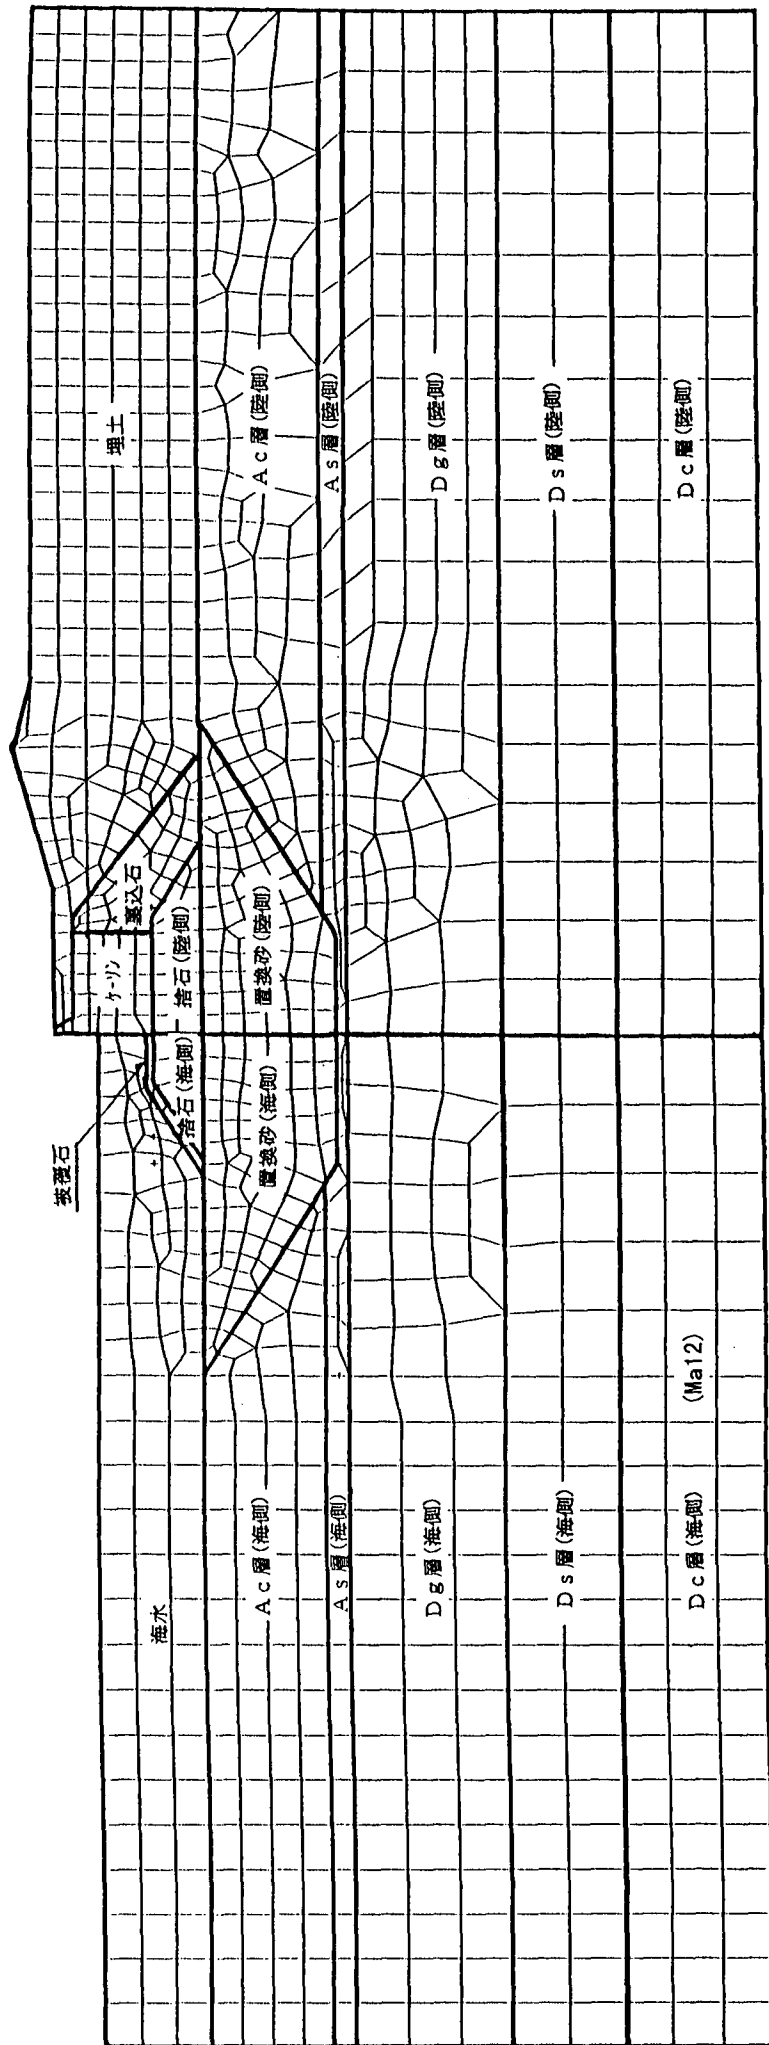 被覆石
海水
ケーソン
裏込石
埋土
捨石(海側)
捨石(陸側)
置換砂(海側)
置換砂(陸側)
Ac層(海側)
Ac層(陸側)
As層(海側)
As層(陸側)
Dg層(海側)
Dg層(陸側)
Ds層(海側)
Ds層(陸側)
Dc層(海側)
(Ma12)
Dc層(陸側)